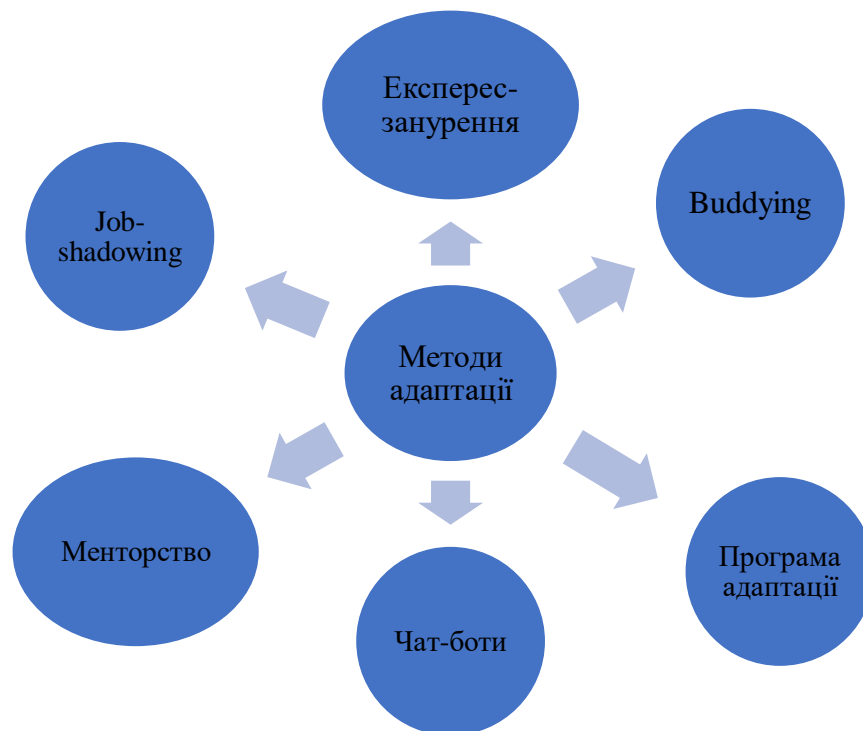 Експерес-
занурення
Job-
shadowing
Buddying
Методи
адаптації
Менторство
Програма
адаптації
Чат-боти